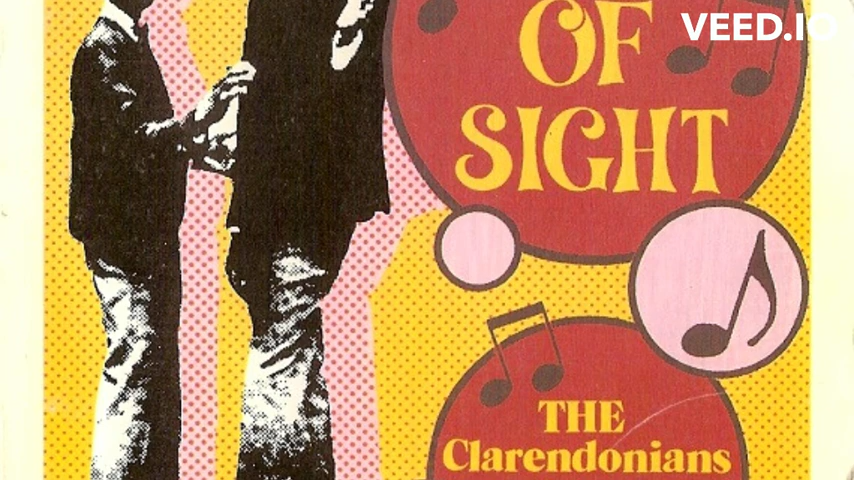 VEED.IO
OF
SIGHT
THE
Clarendonians